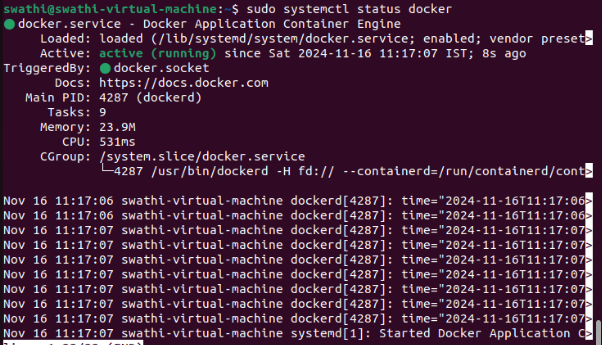 swathi@swathi-virtual-machine:~$ sudo systemctl status docker
● docker.service - Docker Application Container Engine
     Loaded: loaded (/lib/systemd/system/docker.service; enabled; vendor preset>
     Active: active (running) since Sat 2024-11-16 11:17:07 IST; 8s ago
TriggeredBy: ● docker.socket
       Docs: https://docs.docker.com
   Main PID: 4287 (dockerd)
      Tasks: 9
     Memory: 23.9M
        CPU: 531ms
     CGroup: /system.slice/docker.service
             └─4287 /usr/bin/dockerd -H fd:// --containerd=/run/containerd/cont>
Nov 16 11:17:06 swathi-virtual-machine dockerd[4287]: time="2024-11-16T11:17:06>
Nov 16 11:17:06 swathi-virtual-machine dockerd[4287]: time="2024-11-16T11:17:06>
Nov 16 11:17:07 swathi-virtual-machine dockerd[4287]: time="2024-11-16T11:17:07>
Nov 16 11:17:07 swathi-virtual-machine dockerd[4287]: time="2024-11-16T11:17:07>
Nov 16 11:17:07 swathi-virtual-machine dockerd[4287]: time="2024-11-16T11:17:07>
Nov 16 11:17:07 swathi-virtual-machine dockerd[4287]: time="2024-11-16T11:17:07>
Nov 16 11:17:07 swathi-virtual-machine dockerd[4287]: time="2024-11-16T11:17:07>
Nov 16 11:17:07 swathi-virtual-machine dockerd[4287]: time="2024-11-16T11:17:07>
Nov 16 11:17:07 swathi-virtual-machine dockerd[4287]: time="2024-11-16T11:17:07>
Nov 16 11:17:07 swathi-virtual-machine systemd[1]: Started Docker Application C>